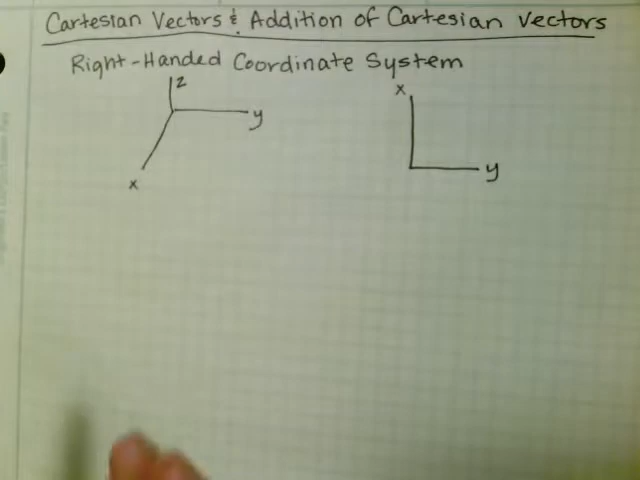 Cartesian Vectors & Addition of Cartesian Vectors
Right-Handed Coordinate System
z
y
x
x
y